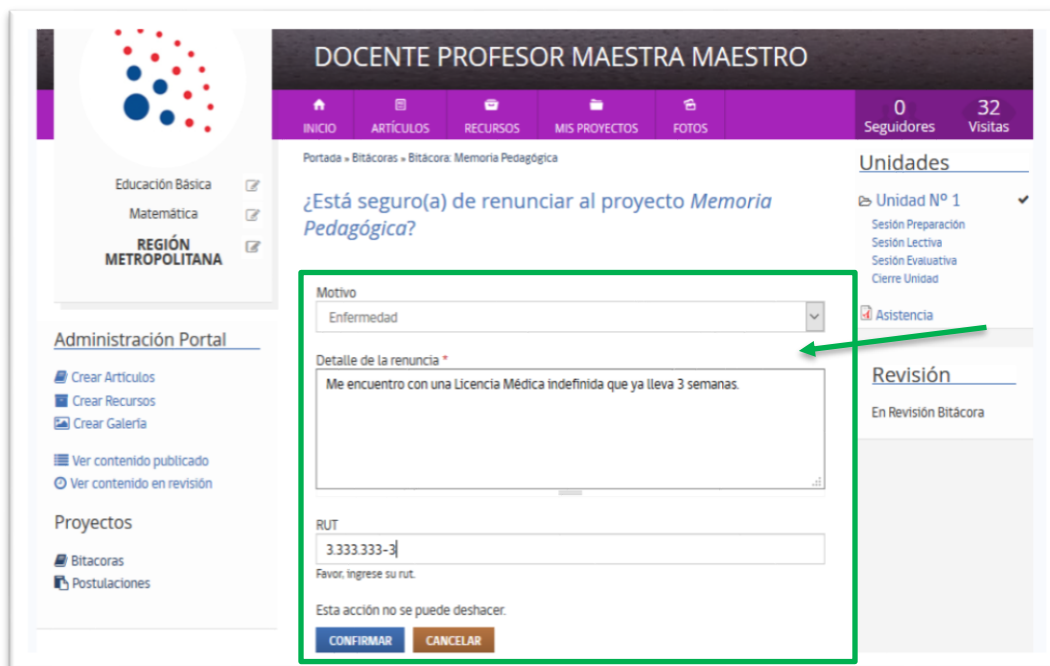 DOCENTE PROFESOR MAESTRA MAESTRO
INICIO
ARTÍCULOS
RECURSOS
MIS PROYECTOS
FOTOS
0
Seguidores
32
Visitas
Educación Básica
Matemática
REGIÓN
METROPOLITANA
Administración Portal
Crear Artículos
Crear Recursos
Crear Galería
Ver contenido publicado
Ver contenido en revisión
Proyectos
Bitacoras
Postulaciones
Portada » Bitácoras » Bitácora: Memoria Pedagógica
¿Está seguro(a) de renunciar al proyecto Memoria
Pedagógica?
Motivo
Enfermedad
Detalle de la renuncia *
Me encuentro con una Licencia Médica indefinida que ya lleva 3 semanas.
RUT
3.333.333-3
Favor, ingrese su rut.
Esta acción no se puede deshacer.
CONFIRMAR
CANCELAR
Unidades
Unidad Nº 1
Sesión Preparación
Sesión Lectiva
Sesión Evaluativa
Cierre Unidad
Asistencia
Revisión
En Revisión Bitácora